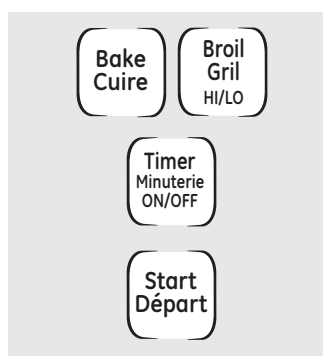 Bake
Cuire
Broil
Gril
HI/LO
Timer
Minuterie
ON/OFF
Start
Départ